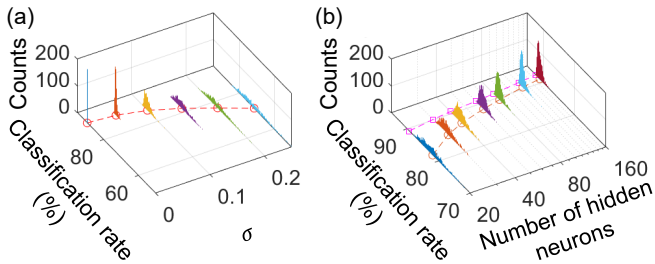 (a)
Counts
200
100
0
Classification rate
(%)
80
60
0
0.1
0.2
σ
(b)
Counts
200
100
0
Classification rate
(%)
90
80
70
20
40
80
160
Number of hidden
neurons